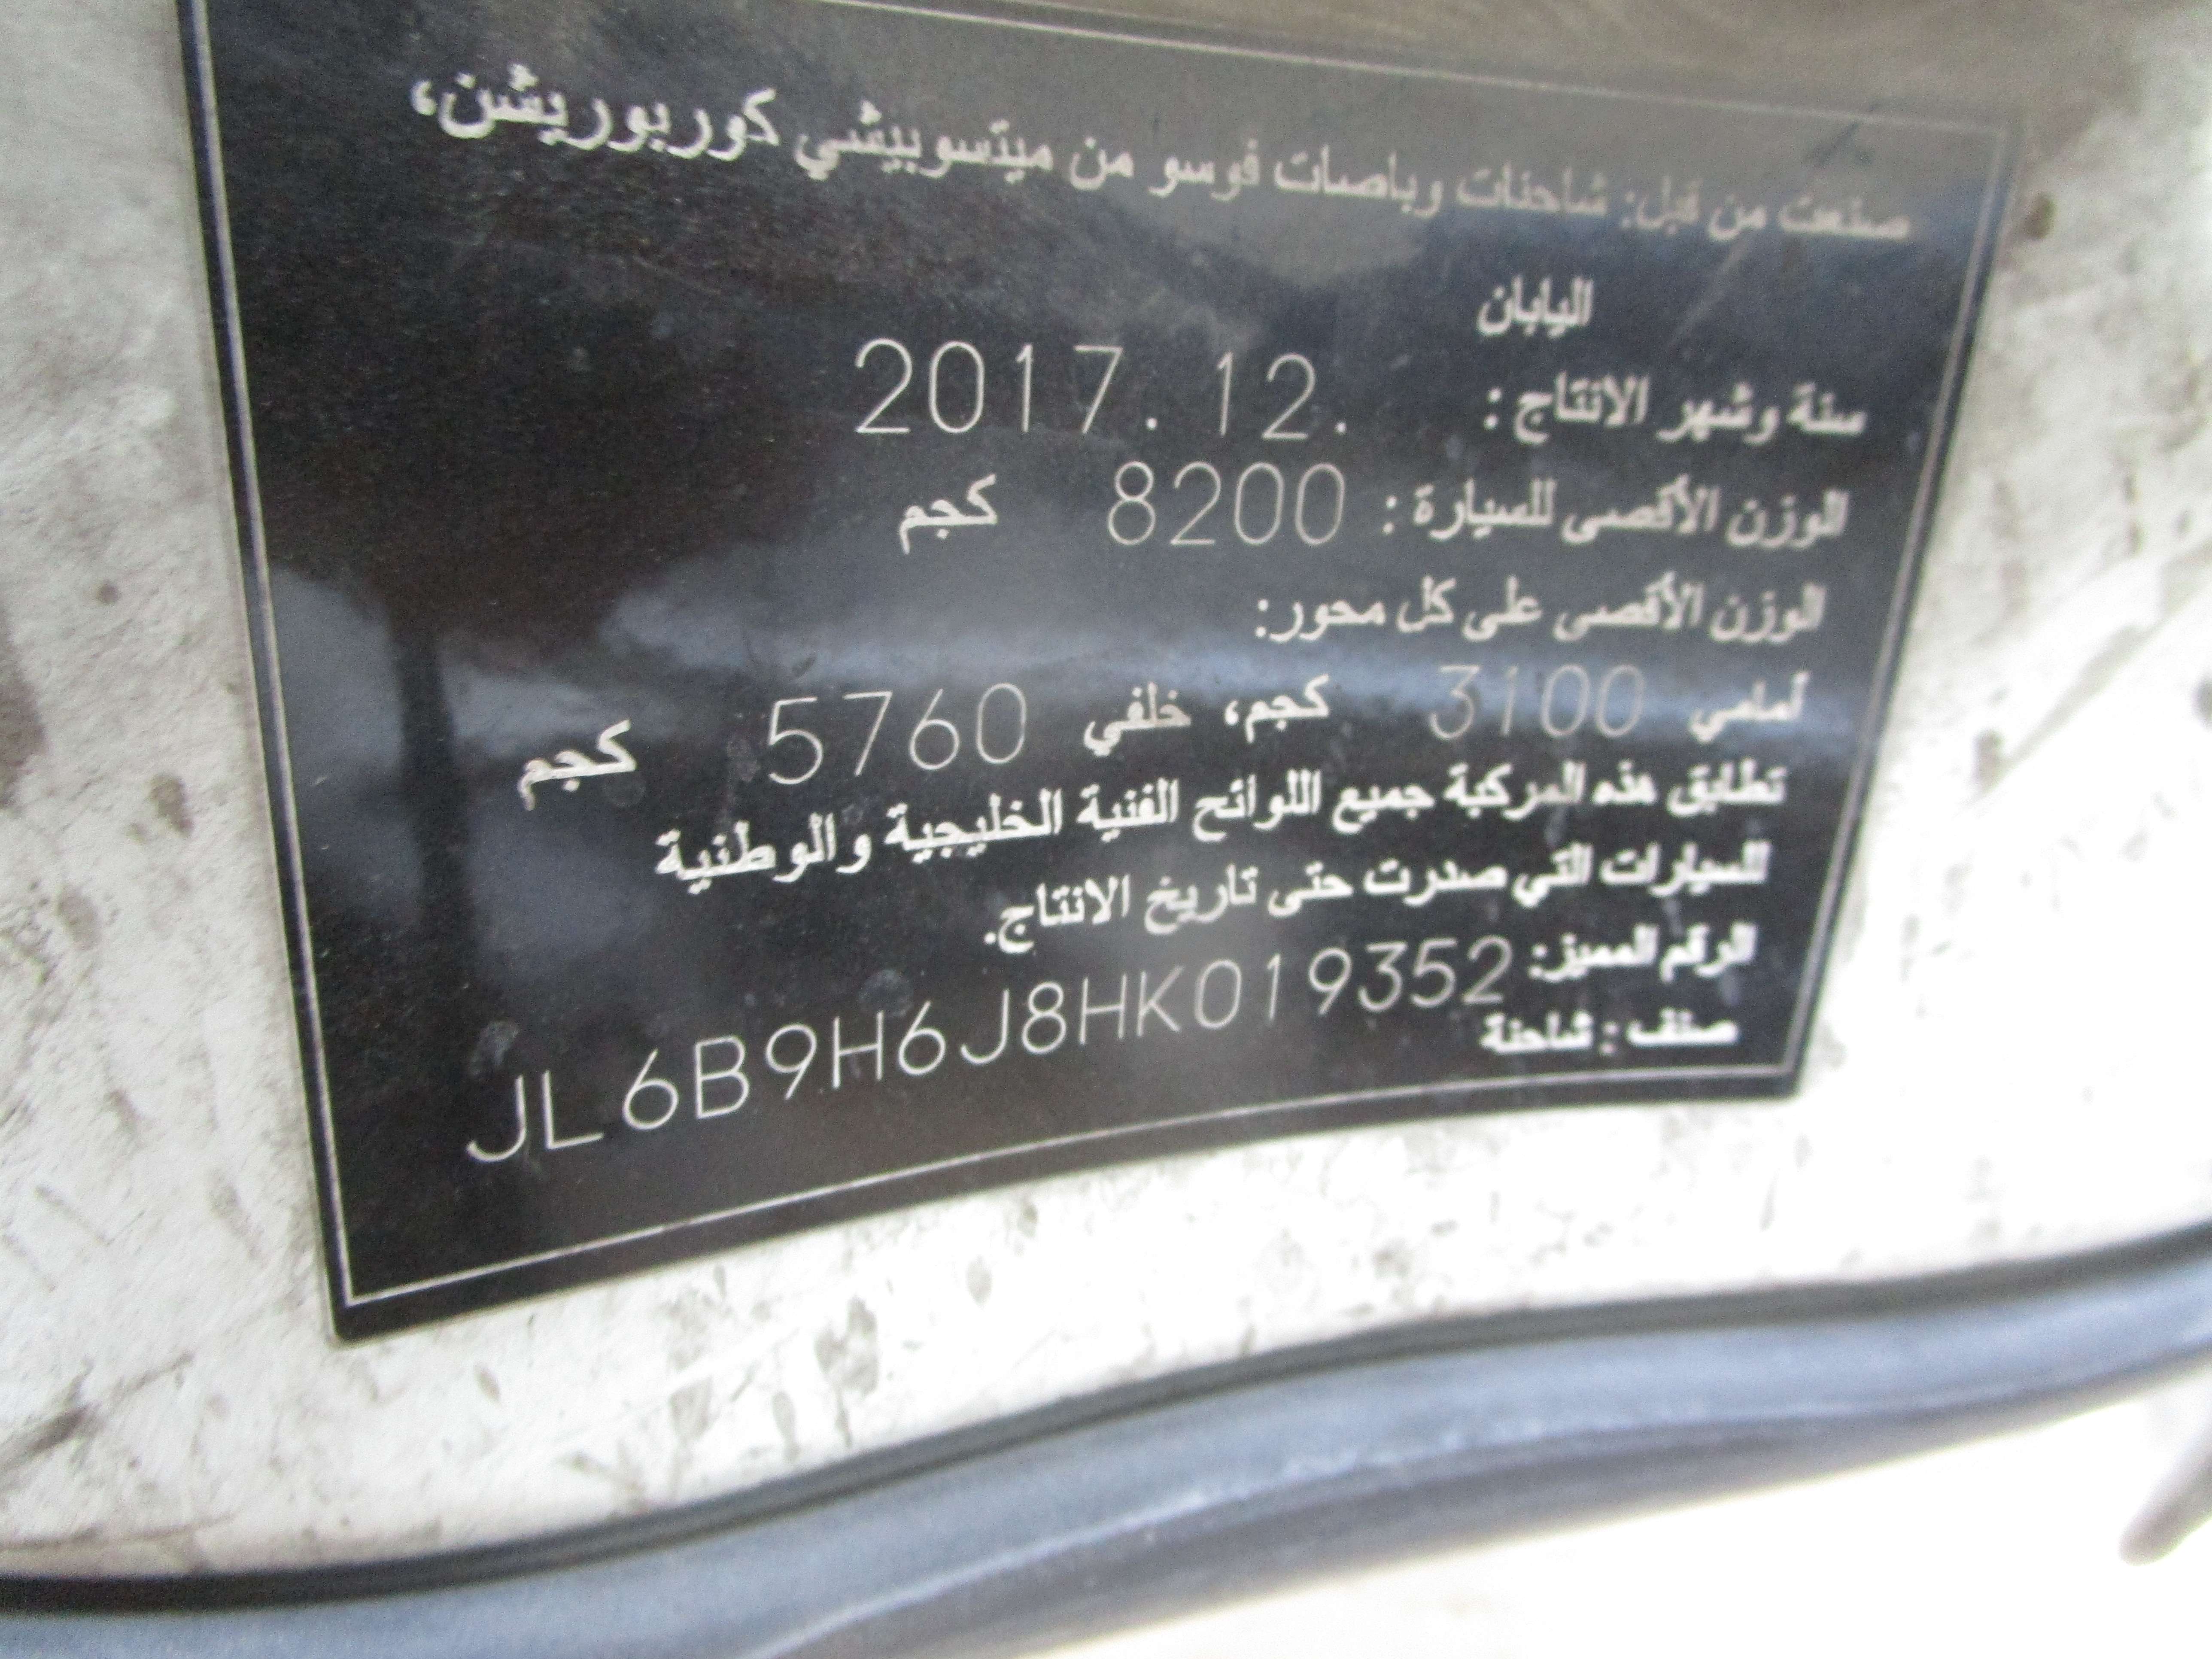 صنعت من قبل: شاحنات وباصات فوسو من ميتسوبيشي كوربوريشن،
اليابان
سنة وشهر الانتاج : 2017.12.
الوزن الأقصى للسيارة : 8200 كجم
الوزن الأقصى على كل محور:
أمامي 3100 كجم، خلفي 5760 كجم
تطابق هذه المركبة جميع اللوائح الفنية الخليجية والوطنية
للسيارات التي صدرت حتى تاريخ الانتاج.
الرقم المميز: JL6B9H6J8HK019352
صنف : شاحنة